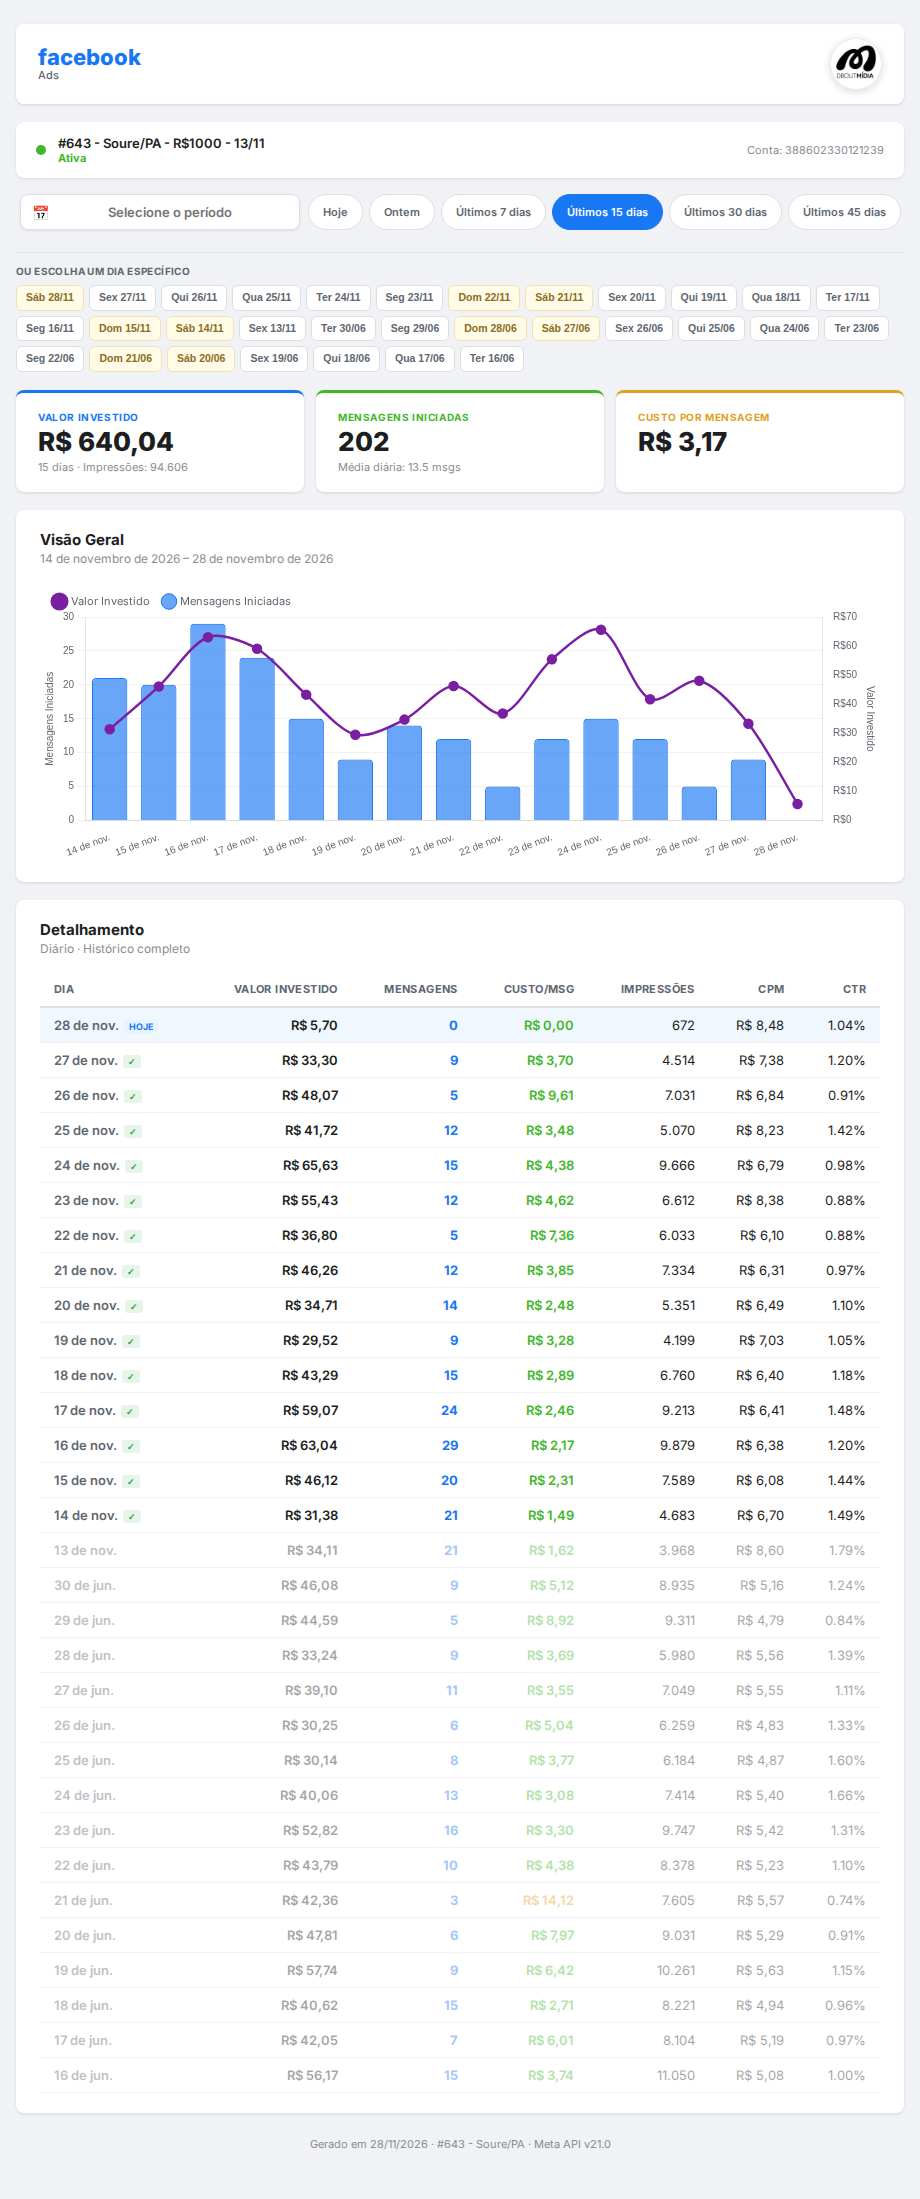 facebook
Ads
DBOUTMÍDIA
#643 - Soure/PA - R$1000 - 13/11
Ativa
Conta: 388602330121239
Selecione o período
Hoje
Ontem
Últimos 7 dias
Últimos 15 dias
Últimos 30 dias
Últimos 45 dias
OU ESCOLHA UM DIA ESPECÍFICO
Sáb 28/11 Sex 27/11 Qui 26/11 Qua 25/11 Ter 24/11 Seg 23/11 Dom 22/11 Sáb 21/11 Sex 20/11 Qui 19/11 Qua 18/11 Ter 17/11
Seg 16/11 Dom 15/11 Sáb 14/11 Sex 13/11 Ter 30/06 Seg 29/06 Dom 28/06 Sáb 27/06 Sex 26/06 Qui 25/06 Qua 24/06 Ter 23/06
Seg 22/06 Dom 21/06 Sáb 20/06 Sex 19/06 Qui 18/06 Qua 17/06 Ter 16/06
VALOR INVESTIDO
R$ 640,04
15 dias · Impressões: 94.606
MENSAGENS INICIADAS
202
Média diária: 13.5 msgs
CUSTO POR MENSAGEM
R$ 3,17
Visão Geral
14 de novembro de 2026 – 28 de novembro de 2026
Valor Investido
Mensagens Iniciadas
30
25
20
15
10
5
0
Mensagens Iniciadas
R$70
R$60
R$50
R$40
R$30
R$20
R$10
R$0
Valor Investido
14 de nov. 15 de nov. 16 de nov. 17 de nov. 18 de nov. 19 de nov. 20 de nov. 21 de nov. 22 de nov. 23 de nov. 24 de nov. 25 de nov. 26 de nov. 27 de nov. 28 de nov.
Detalhamento
Diário · Histórico completo
DIA VALOR INVESTIDO MENSAGENS CUSTO/MSG IMPRESSÕES CPM CTR
28 de nov. HOJE R$ 5,70 0 R$ 0,00 672 R$ 8,48 1.04%
27 de nov. ✓ R$ 33,30 9 R$ 3,70 4.514 R$ 7,38 1.20%
26 de nov. ✓ R$ 48,07 5 R$ 9,61 7.031 R$ 6,84 0.91%
25 de nov. ✓ R$ 41,72 12 R$ 3,48 5.070 R$ 8,23 1.42%
24 de nov. ✓ R$ 65,63 15 R$ 4,38 9.666 R$ 6,79 0.98%
23 de nov. ✓ R$ 55,43 12 R$ 4,62 6.612 R$ 8,38 0.88%
22 de nov. ✓ R$ 36,80 5 R$ 7,36 6.033 R$ 6,10 0.88%
21 de nov. ✓ R$ 46,26 12 R$ 3,85 7.334 R$ 6,31 0.97%
20 de nov. ✓ R$ 34,71 14 R$ 2,48 5.351 R$ 6,49 1.10%
19 de nov. ✓ R$ 29,52 9 R$ 3,28 4.199 R$ 7,03 1.05%
18 de nov. ✓ R$ 43,29 15 R$ 2,89 6.760 R$ 6,40 1.18%
17 de nov. ✓ R$ 59,07 24 R$ 2,46 9.213 R$ 6,41 1.48%
16 de nov. ✓ R$ 63,04 29 R$ 2,17 9.879 R$ 6,38 1.20%
15 de nov. ✓ R$ 46,12 20 R$ 2,31 7.589 R$ 6,08 1.44%
14 de nov. ✓ R$ 31,38 21 R$ 1,49 4.683 R$ 6,70 1.49%
13 de nov. R$ 34,11 21 R$ 1,62 3.968 R$ 8,60 1.79%
30 de jun. R$ 46,08 9 R$ 5,12 8.935 R$ 5,16 1.24%
29 de jun. R$ 44,59 5 R$ 8,92 9.311 R$ 4,79 0.84%
28 de jun. R$ 33,24 9 R$ 3,69 5.980 R$ 5,56 1.39%
27 de jun. R$ 39,10 11 R$ 3,55 7.049 R$ 5,55 1.11%
26 de jun. R$ 30,25 6 R$ 5,04 6.259 R$ 4,83 1.33%
25 de jun. R$ 30,14 8 R$ 3,77 6.184 R$ 4,87 1.60%
24 de jun. R$ 40,06 13 R$ 3,08 7.414 R$ 5,40 1.66%
23 de jun. R$ 52,82 16 R$ 3,30 9.747 R$ 5,42 1.31%
22 de jun. R$ 43,79 10 R$ 4,38 8.378 R$ 5,23 1.10%
21 de jun. R$ 42,36 3 R$ 14,12 7.605 R$ 5,57 0.74%
20 de jun. R$ 47,81 6 R$ 7,97 9.031 R$ 5,29 0.91%
19 de jun. R$ 57,74 9 R$ 6,42 10.261 R$ 5,63 1.15%
18 de jun. R$ 40,62 15 R$ 2,71 8.221 R$ 4,94 0.96%
17 de jun. R$ 42,05 7 R$ 6,01 8.104 R$ 5,19 0.97%
16 de jun. R$ 56,17 15 R$ 3,74 11.050 R$ 5,08 1.00%
Gerado em 28/11/2026 · #643 - Soure/PA · Meta API v21.0